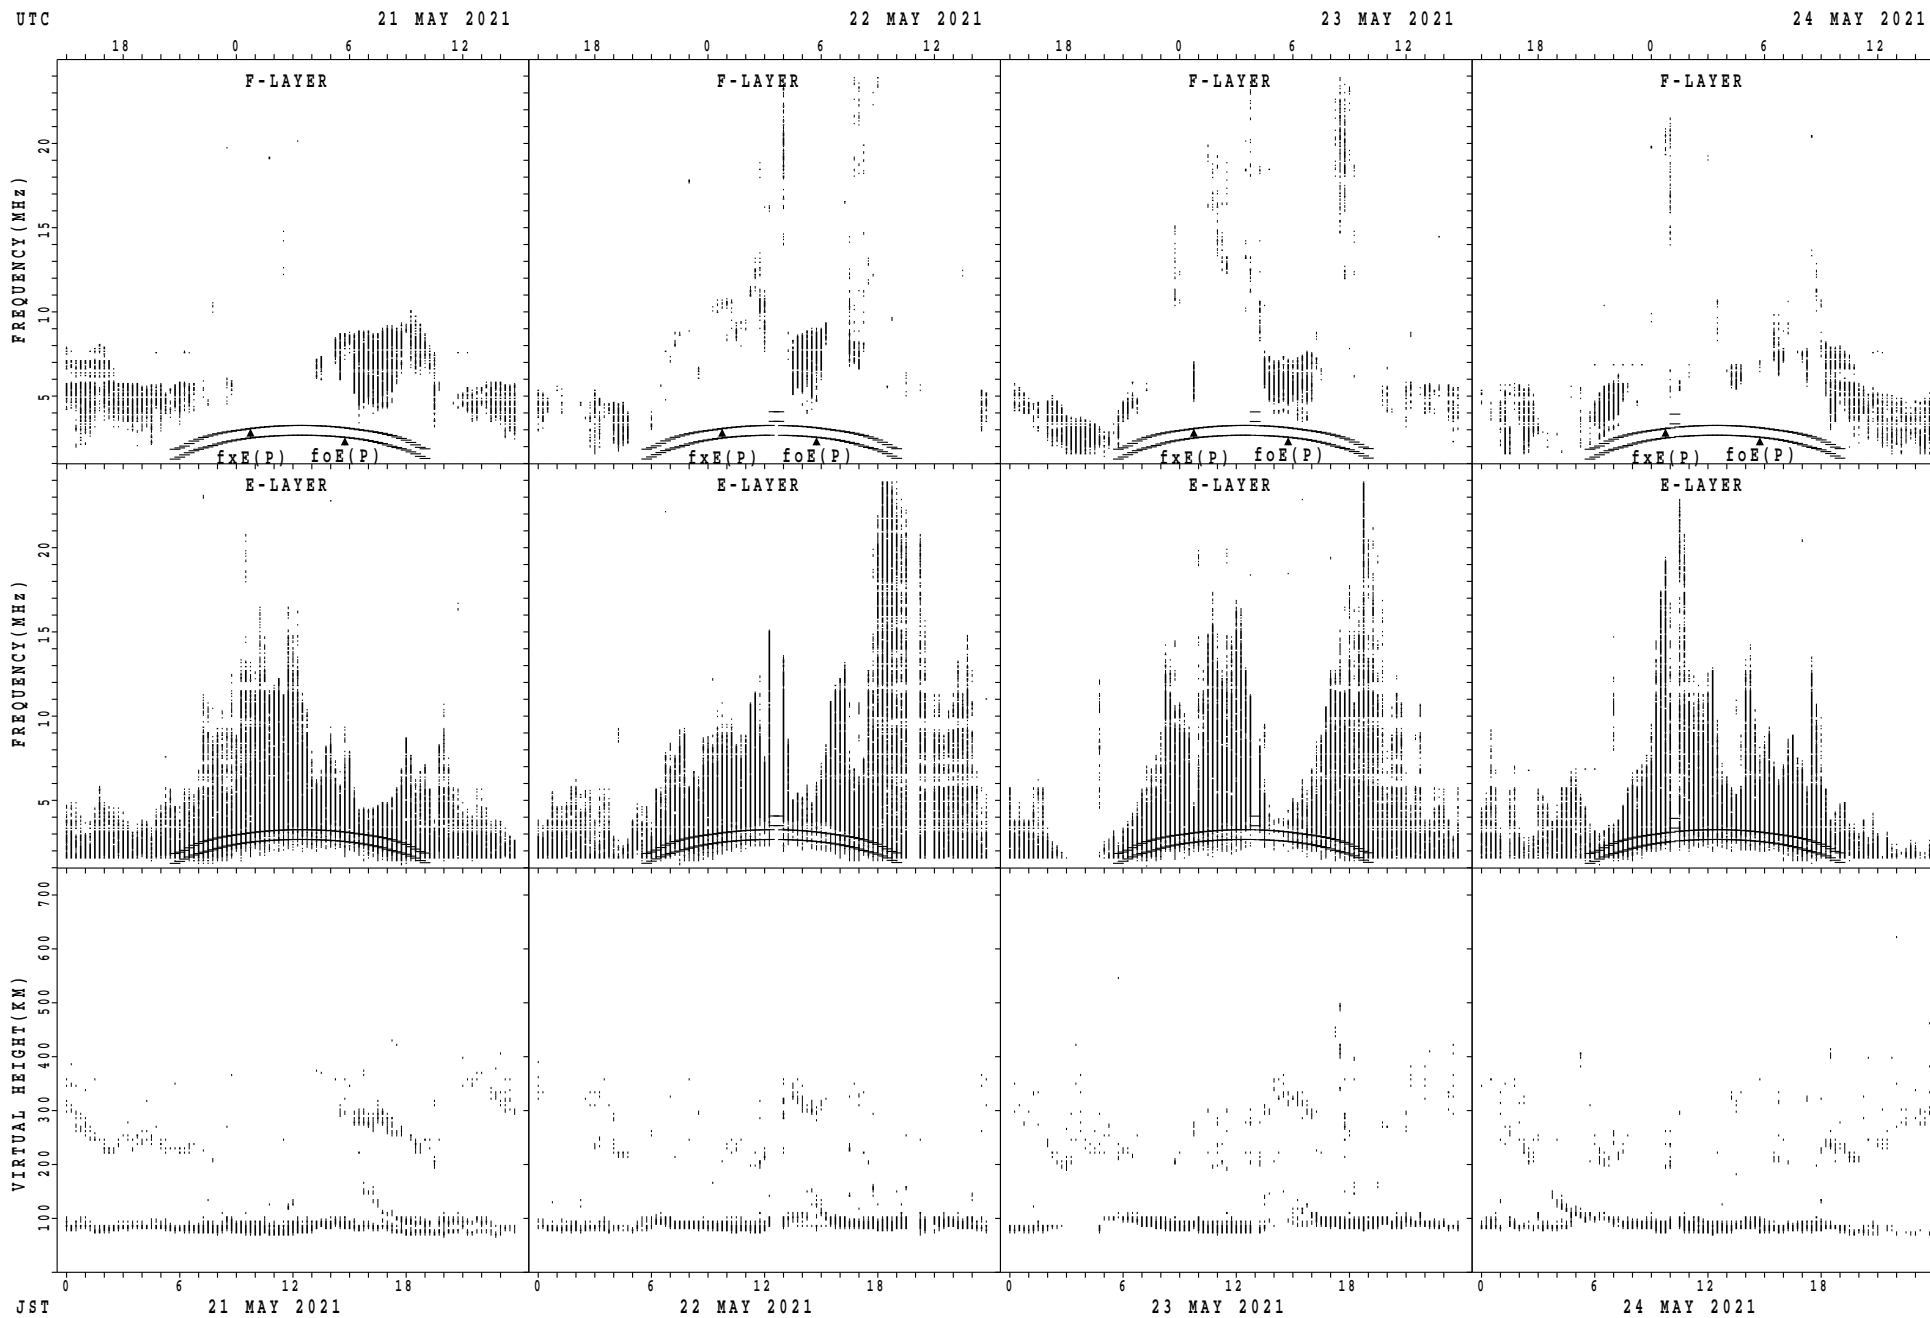 UTC 21 MAY 2021 22 MAY 2021 23 MAY 2021 24 MAY 2021
18 0 6 12 18 0 6 12 18 0 6 12 18 0 6 12
F-LAYER F-LAYER F-LAYER F-LAYER
FREQUENCY(MHz)
5 10 15 20
fxE(P) foE(P) fxE(P) foE(P) fxE(P) foE(P) fxE(P) foE(P)
E-LAYER E-LAYER E-LAYER E-LAYER
FREQUENCY(MHz)
5 10 15 20
VIRTUAL HEIGHT(KM)
100 200 300 400 500 600 700
0 6 12 18 0 6 12 18 0 6 12 18 0 6 12 18
JST 21 MAY 2021 22 MAY 2021 23 MAY 2021 24 MAY 2021